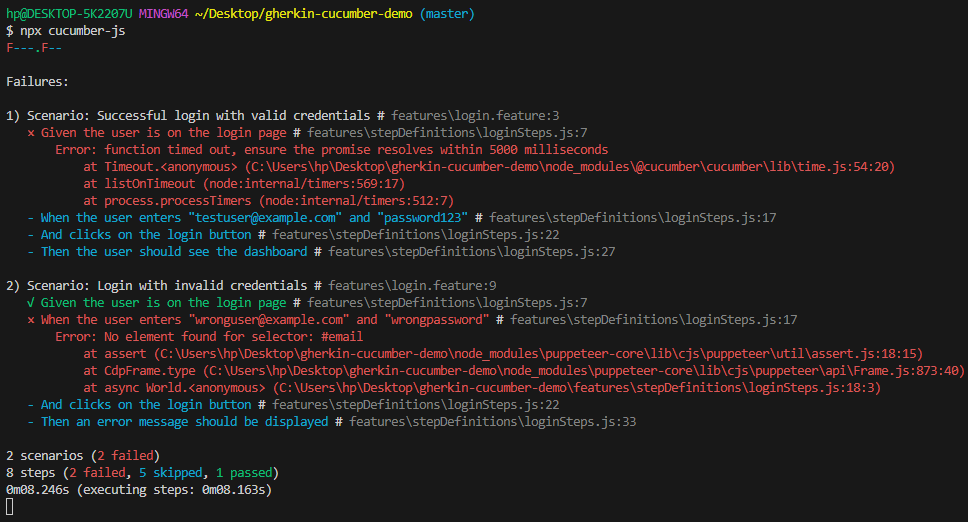 hp@DESKTOP-5K2207U MINGW64 ~/Desktop/gherkin-cucumber-demo (master)
$ npx cucumber-js
F---.F--
Failures:
1) Scenario: Successful login with valid credentials # features\login.feature:3
× Given the user is on the login page # features\stepDefinitions\loginSteps.js:7
Error: function timed out, ensure the promise resolves within 5000 milliseconds
at Timeout.<anonymous> (C:\Users\hp\Desktop\gherkin-cucumber-demo\node_modules\@cucumber\cucumber\lib\time.js:54:20)
at listOnTimeout (node:internal/timers:569:17)
at process.processTimers (node:internal/timers:512:7)
- When the user enters "testuser@example.com" and "password123" # features\stepDefinitions\loginSteps.js:17
- And clicks on the login button # features\stepDefinitions\loginSteps.js:22
- Then the user should see the dashboard # features\stepDefinitions\loginSteps.js:27
2) Scenario: Login with invalid credentials # features\login.feature:9
√ Given the user is on the login page # features\stepDefinitions\loginSteps.js:7
× When the user enters "wronguser@example.com" and "wrongpassword" # features\stepDefinitions\loginSteps.js:17
Error: No element found for selector: #email
at assert (C:\Users\hp\Desktop\gherkin-cucumber-demo\node_modules\puppeteer-core\lib\cjs\puppeteer\util\assert.js:18:15)
at CdpFrame.type (C:\Users\hp\Desktop\gherkin-cucumber-demo\node_modules\puppeteer-core\lib\cjs\puppeteer\api\Frame.js:873:40)
at async World.<anonymous> (C:\Users\hp\Desktop\gherkin-cucumber-demo\features\stepDefinitions\loginSteps.js:18:3)
- And clicks on the login button # features\stepDefinitions\loginSteps.js:22
- Then an error message should be displayed # features\stepDefinitions\loginSteps.js:33
2 scenarios (2 failed)
8 steps (2 failed, 5 skipped, 1 passed)
0m08.246s (executing steps: 0m08.163s)